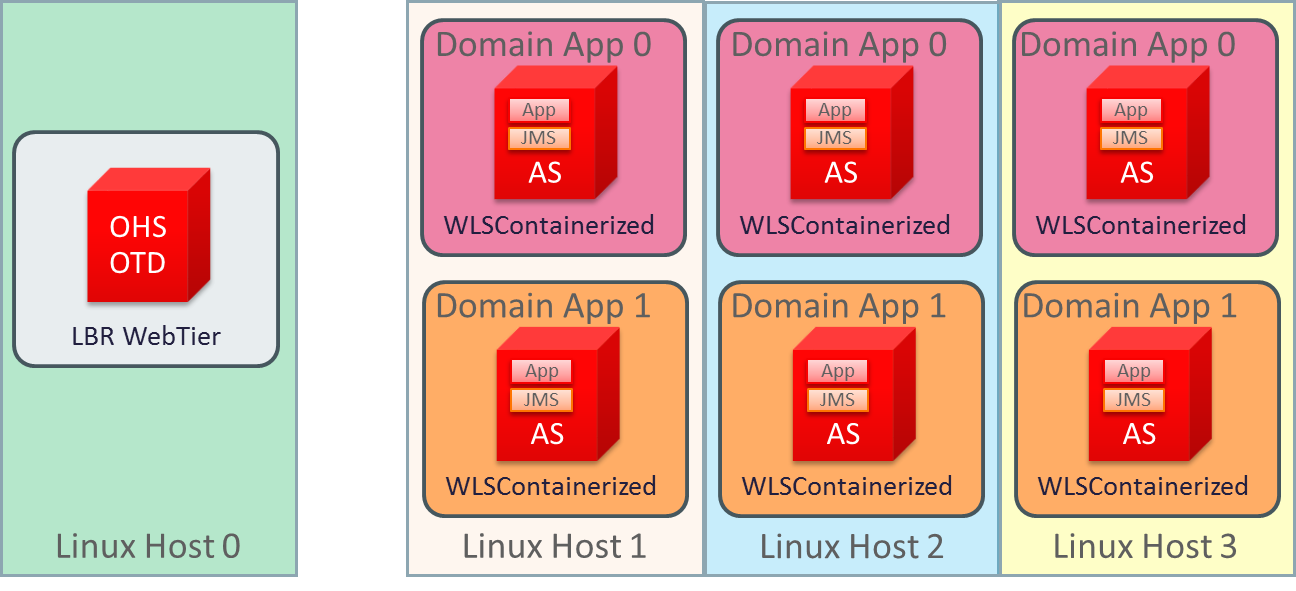 OHS
OTD
LBR WebTier
Linux Host 0
Domain App 0
App
JMS
AS
WLSContainerized
Domain App 1
App
JMS
AS
WLSContainerized
Linux Host 1
Domain App 0
App
JMS
AS
WLSContainerized
Domain App 1
App
JMS
AS
WLSContainerized
Linux Host 2
Domain App 0
App
JMS
AS
WLSContainerized
Domain App 1
App
JMS
AS
WLSContainerized
Linux Host 3